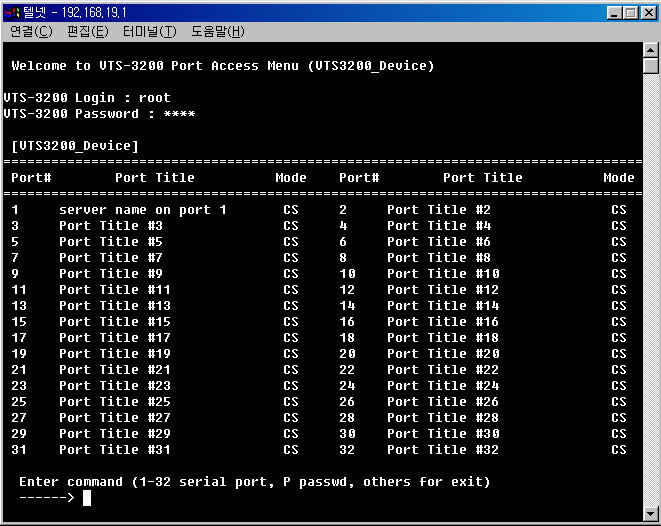 텔넷 - 192,168,19,1
연결(C) 편집(E) 터미널(T) 도움말(H)
Welcome to VTS-3200 Port Access Menu (VTS3200_Device)
VTS-3200 Login : root
VTS-3200 Password : ****
[VTS3200_Device]
================================================================================
Port# Port Title Mode Port# Port Title Mode
================================================================================
1 server name on port 1 CS 2 Port Title #2 CS
3 Port Title #3 CS 4 Port Title #4 CS
5 Port Title #5 CS 6 Port Title #6 CS
7 Port Title #7 CS 8 Port Title #8 CS
9 Port Title #9 CS 10 Port Title #10 CS
11 Port Title #11 CS 12 Port Title #12 CS
13 Port Title #13 CS 14 Port Title #14 CS
15 Port Title #15 CS 16 Port Title #16 CS
17 Port Title #17 CS 18 Port Title #18 CS
19 Port Title #19 CS 20 Port Title #20 CS
21 Port Title #21 CS 22 Port Title #22 CS
23 Port Title #23 CS 24 Port Title #24 CS
25 Port Title #25 CS 26 Port Title #26 CS
27 Port Title #27 CS 28 Port Title #28 CS
29 Port Title #29 CS 30 Port Title #30 CS
31 Port Title #31 CS 32 Port Title #32 CS
Enter command (1-32 serial port, P passwd, others for exit)
------>